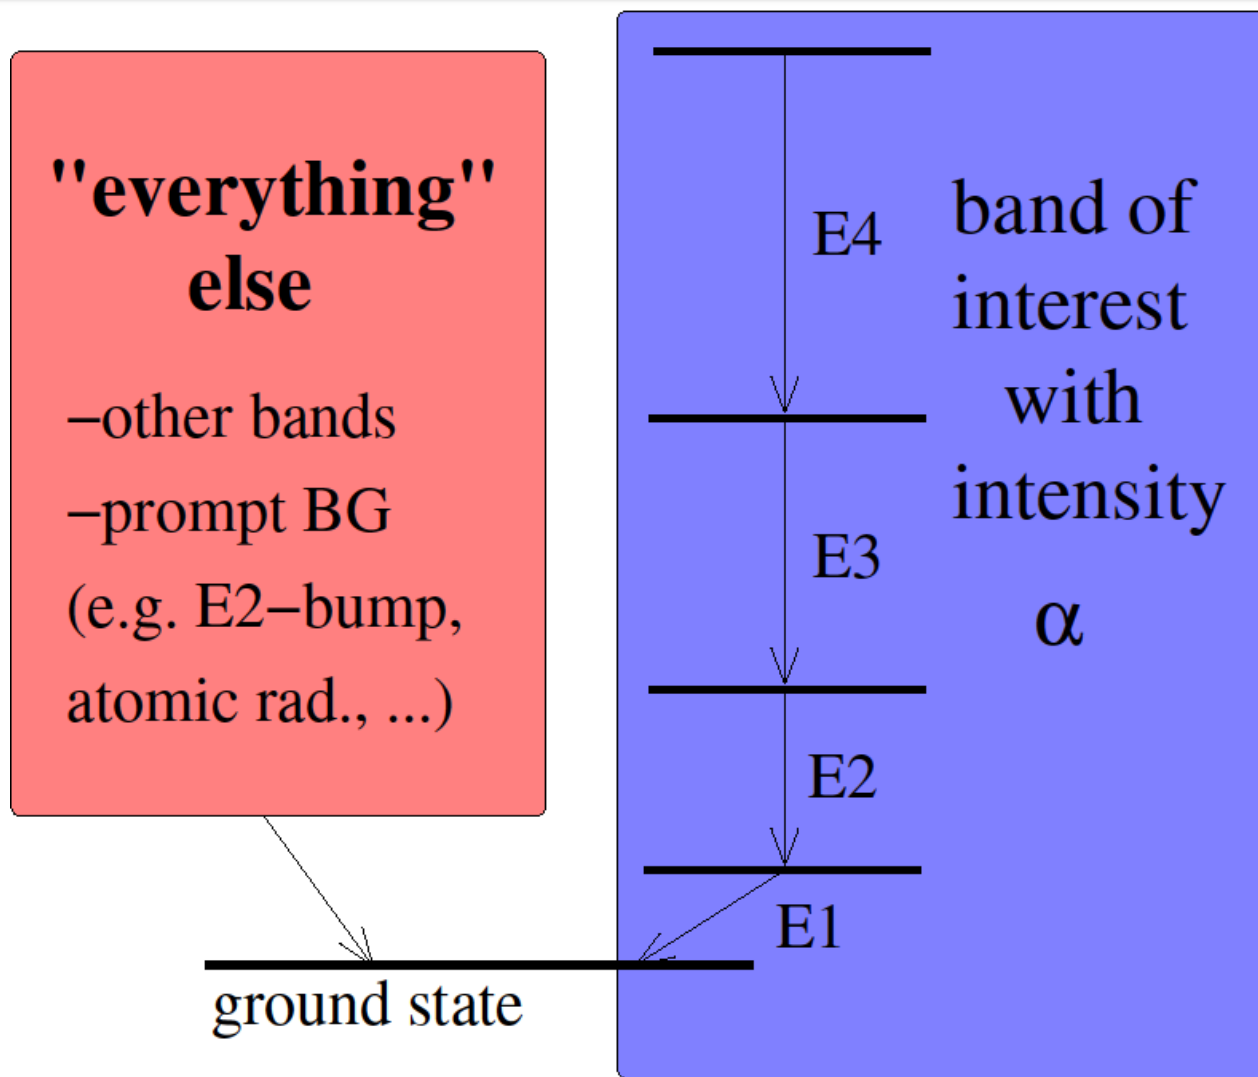 "everything"
else
−other bands
−prompt BG
(e.g. E2−bump,
atomic rad., ...)
ground state
E4
E3
E2
E1
band of
interest
with
intensity
α